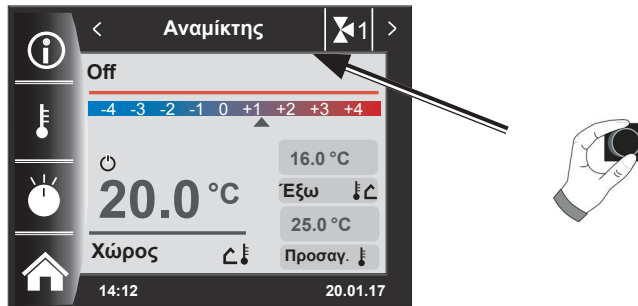 < Αναμίκτης 1 >
Off
-4 -3 -2 -1 0 +1 +2 +3 +4
16.0 °C
20.0 °C
Έξω
25.0 °C
Χώρος
Προσαγ.
14:12 20.01.17